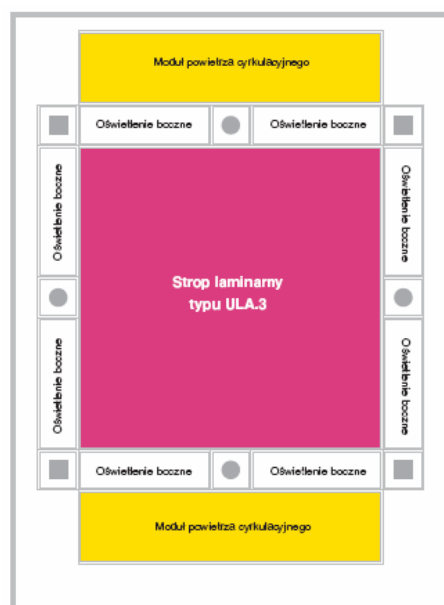 Moduł powietrza cyrkulacyjnego
Oświetlenie boczne
Oświetlenie boczne
Oświetlenie boczne
Oświetlenie boczne
Strop laminarny
typu ULA.3
Oświetlenie boczne
Oświetlenie boczne
Oświetlenie boczne
Oświetlenie boczne
Moduł powietrza cyrkulacyjnego